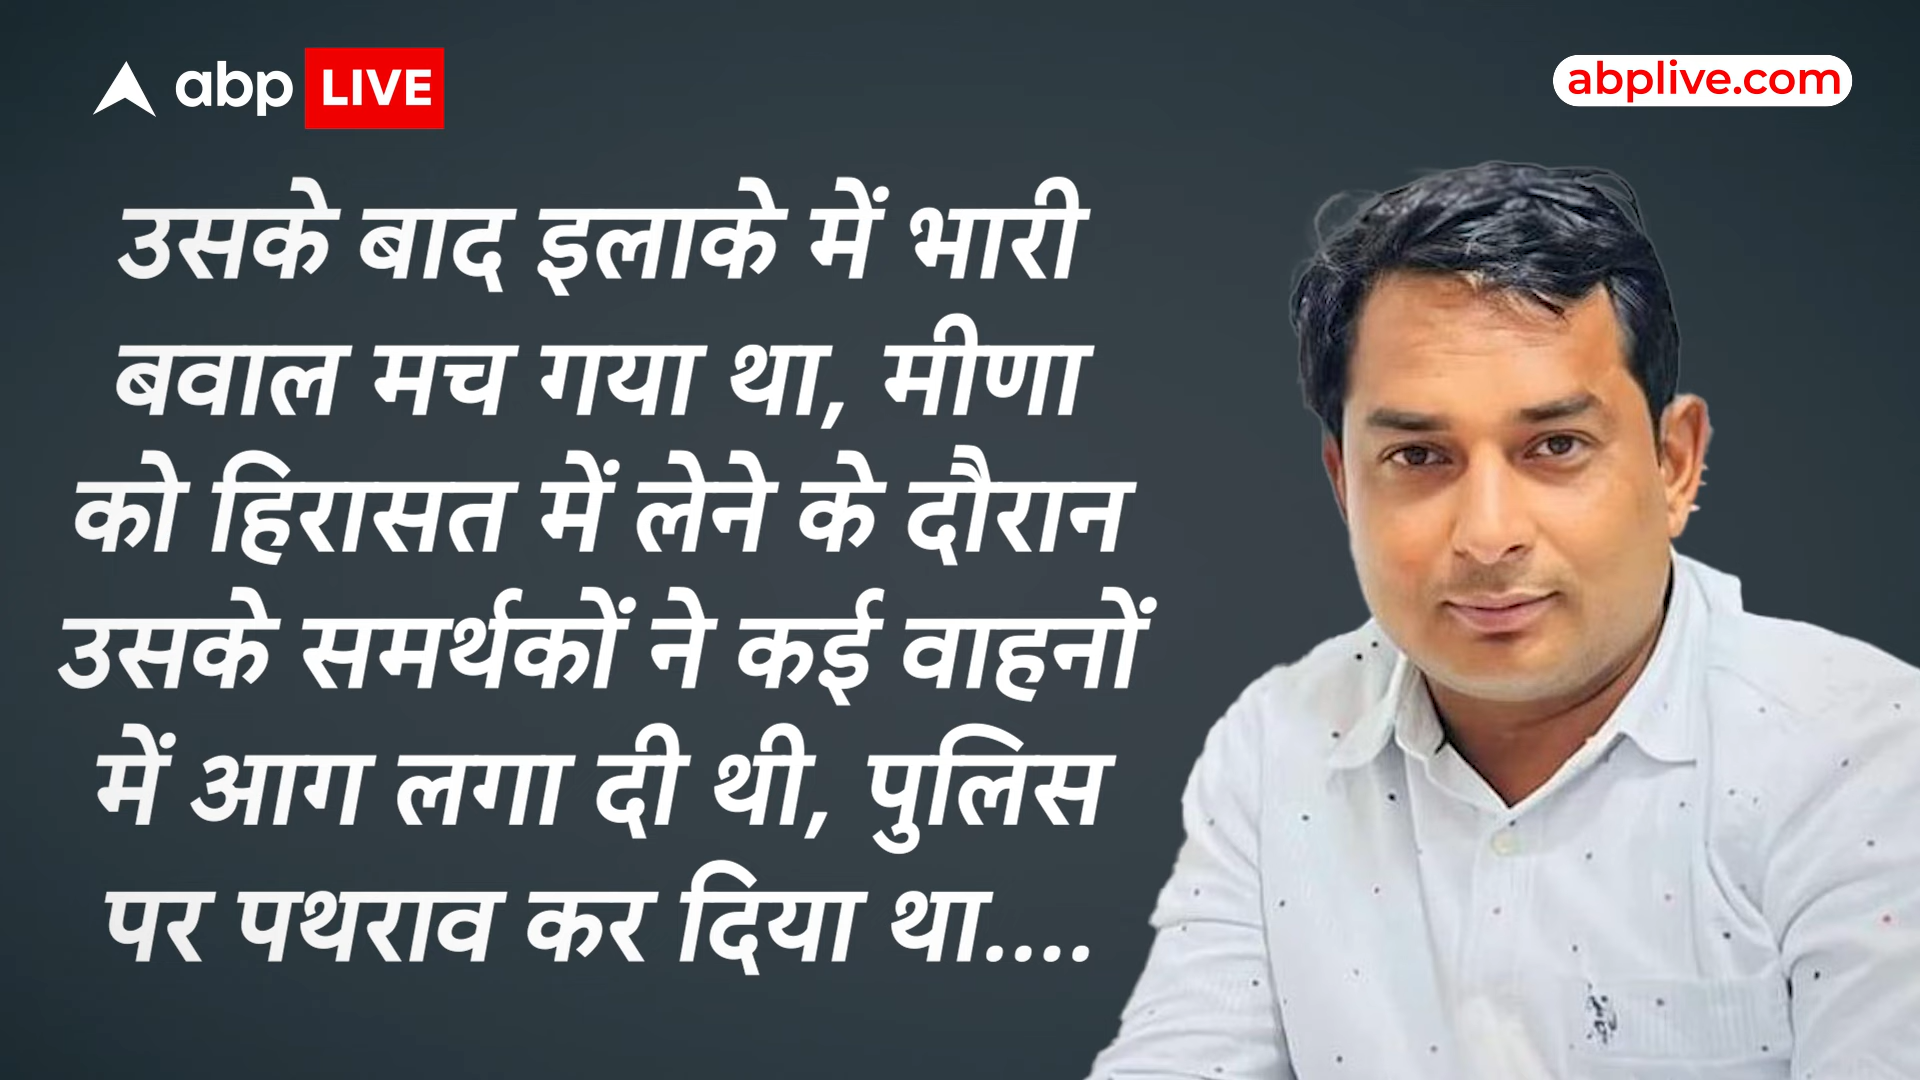 abp LIVE
abplive.com
उसके बाद इलाके में भारी
बवाल मच गया था, मीणा
को हिरासत में लेने के दौरान
उसके समर्थकों ने कई वाहनों
में आग लगा दी थी, पुलिस
पर पथराव कर दिया था....